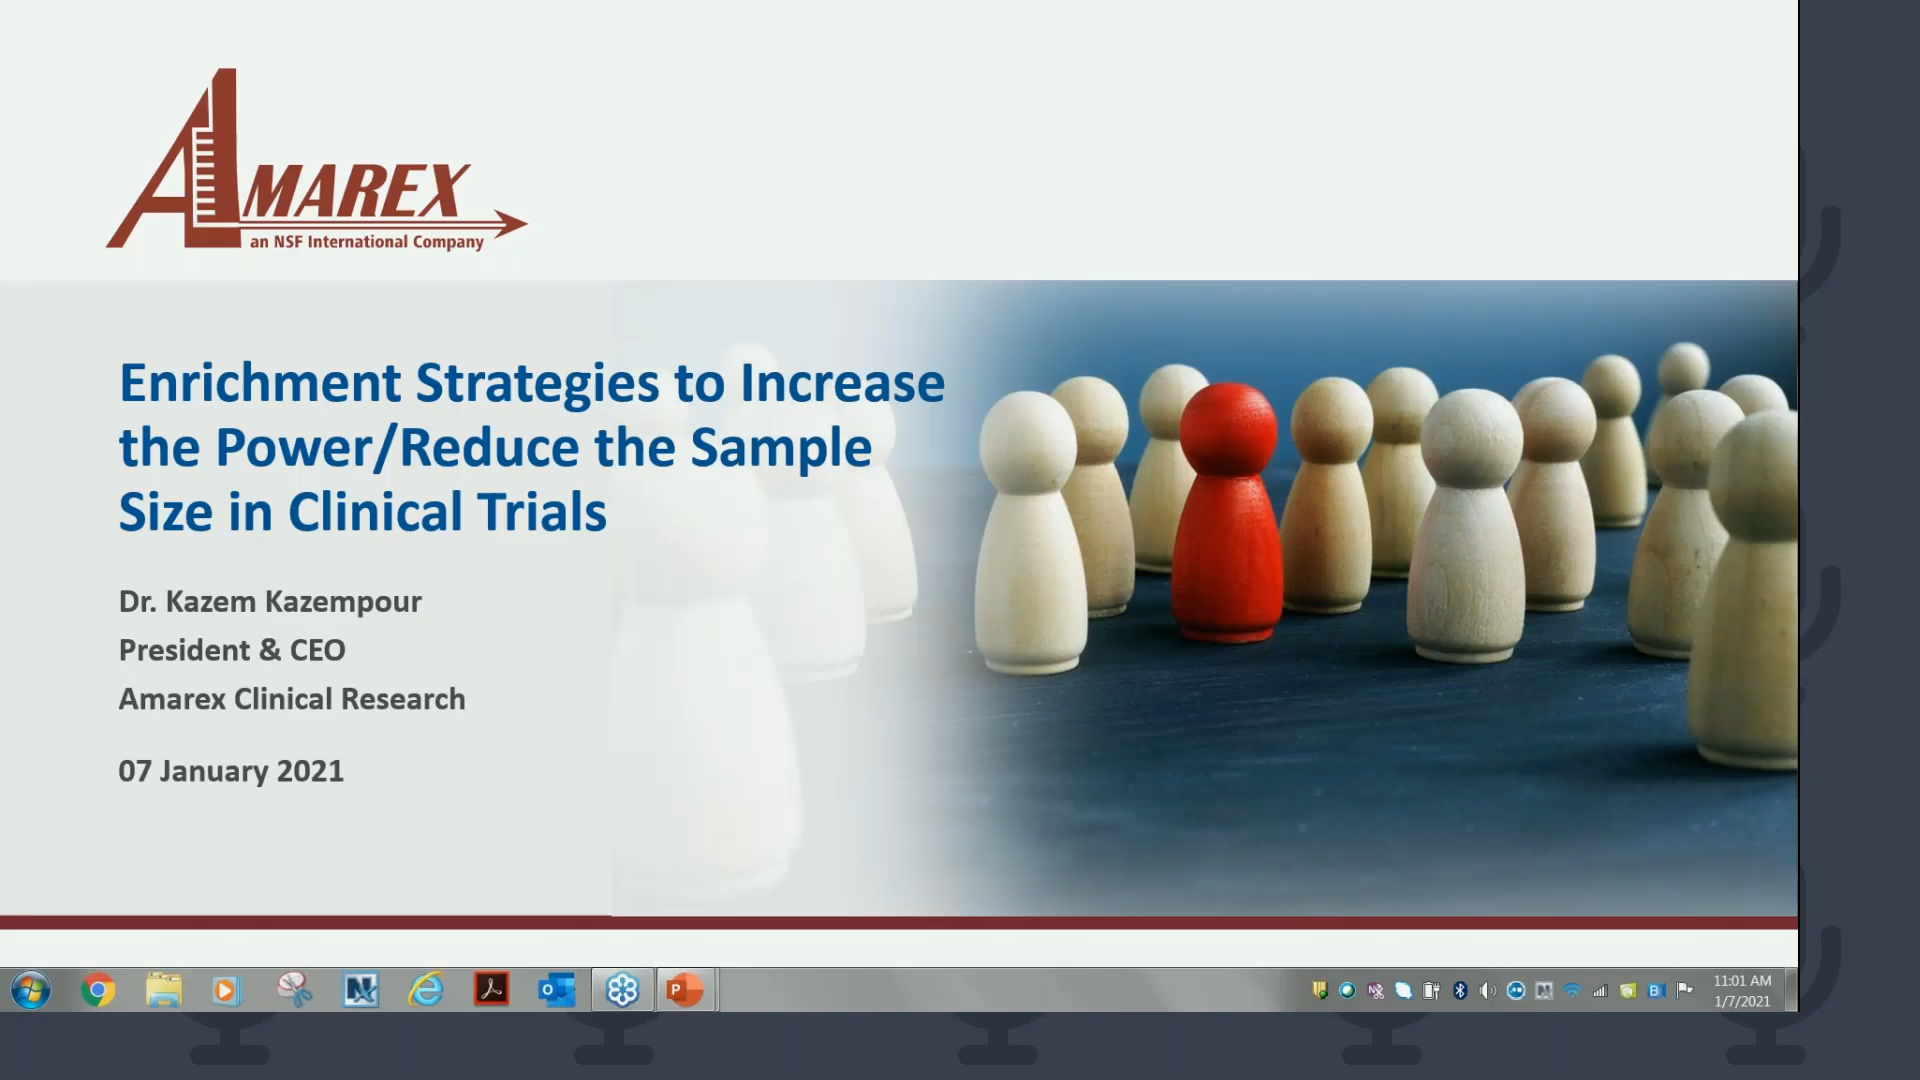 AMAREX
an NSF International Company
Enrichment Strategies to Increase
the Power/Reduce the Sample
Size in Clinical Trials
Dr. Kazem Kazempour
President & CEO
Amarex Clinical Research
07 January 2021
11:01 AM
1/7/2021